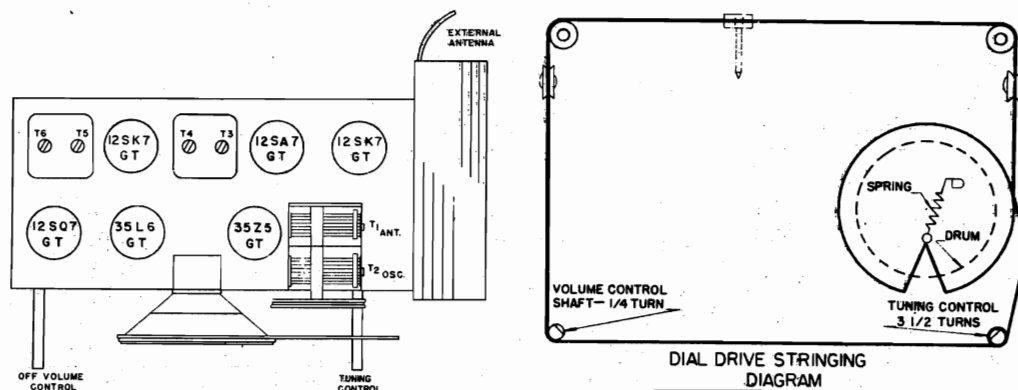 EXTERNAL
ANTENNA
T6 T5
12SK7
GT
T4 T3
12SA7
GT
12SK7
GT
12SQ7
GT
35L6
GT
35Z5
GT
T1 ANT.
T2 OSC.
OFF VOLUME
CONTROL
TUNING
CONTROL
SPRING
DRUM
VOLUME CONTROL
SHAFT—1/4 TURN
TUNING CONTROL
3 1/2 TURNS
DIAL DRIVE STRINGING
DIAGRAM